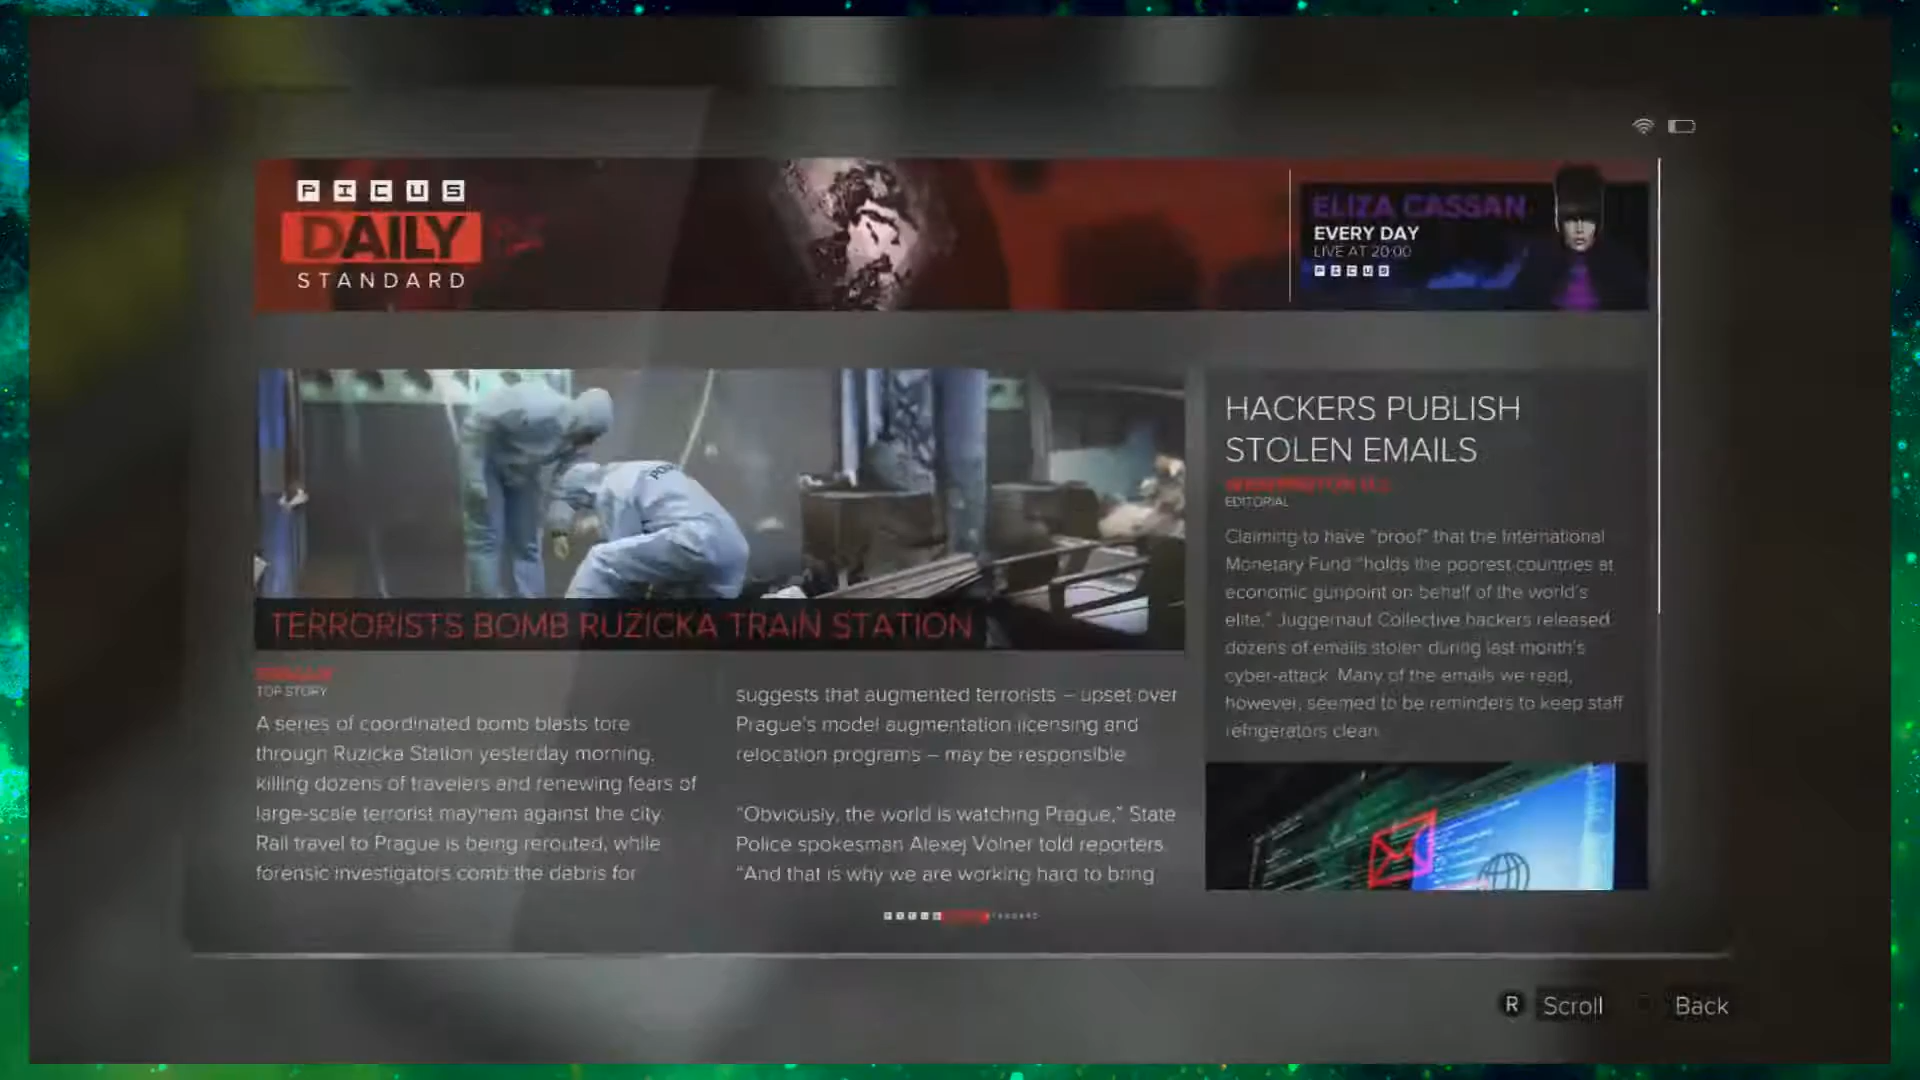 PICUS
DAILY
STANDARD
ELIZA CASSAN
EVERY DAY
LIVE AT 20:00
PICUS
TERRORISTS BOMB RUZICKA TRAIN STATION
TOP STORY
A series of coordinated bomb blasts tore
through Ruzicka Station yesterday morning,
killing dozens of travelers and renewing fears of
large-scale terrorist mayhem against the city.
Rail travel to Prague is being rerouted, while
forensic investigators comb the debris for
suggests that augmented terrorists – upset over
Prague's model augmentation licensing and
relocation programs – may be responsible.
"Obviously, the world is watching Prague," State
Police spokesman Alexej Volner told reporters.
"And that is why we are working hard to bring
HACKERS PUBLISH
STOLEN EMAILS
WASHINGTON D.C.
EDITORIAL
Claiming to have "proof" that the International
Monetary Fund "holds the poorest countries at
economic gunpoint on behalf of the world's
elite," Juggernaut Collective hackers released
dozens of emails stolen during last month's
cyber-attack. Many of the emails we read,
however, seemed to be reminders to keep staff
refrigerators clean.
PICUS STANDARD
R Scroll
Back